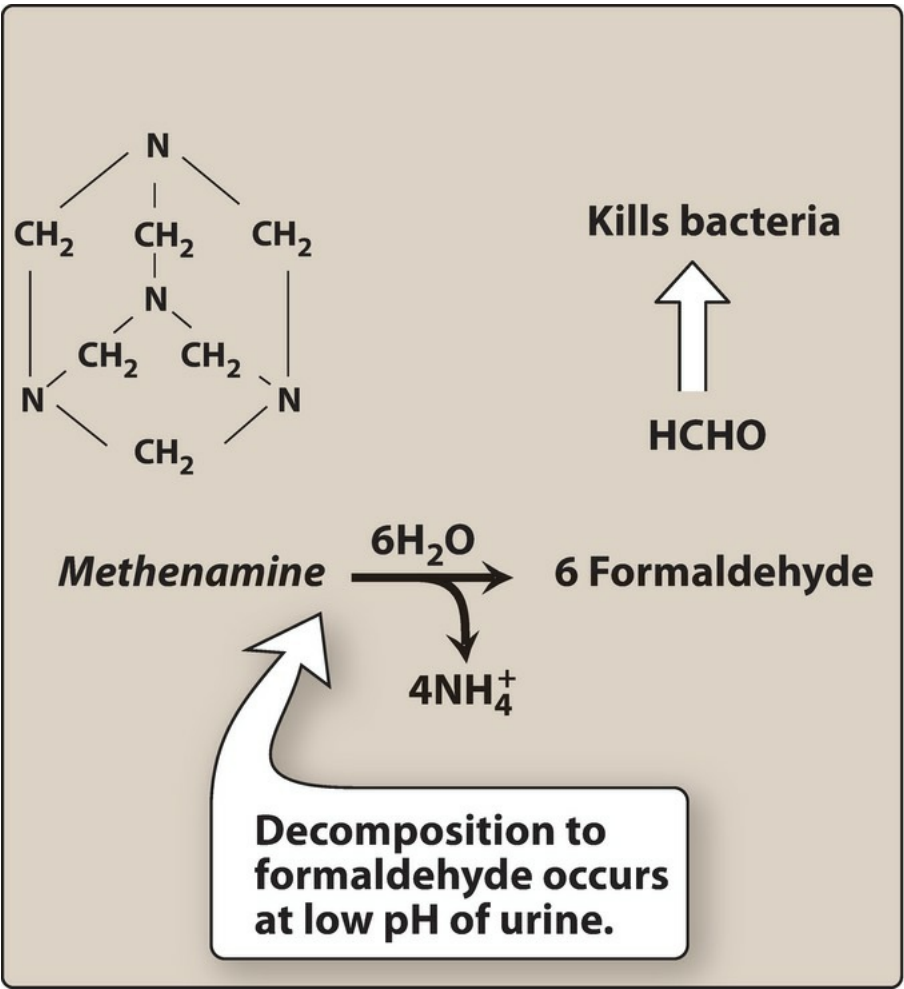 N
CH₂ CH₂ CH₂
N
CH₂ CH₂
N N
CH₂
Kills bacteria
HCHO
6H₂O
Methenamine 6 Formaldehyde
4NH₄⁺
Decomposition to
formaldehyde occurs
at low pH of urine.